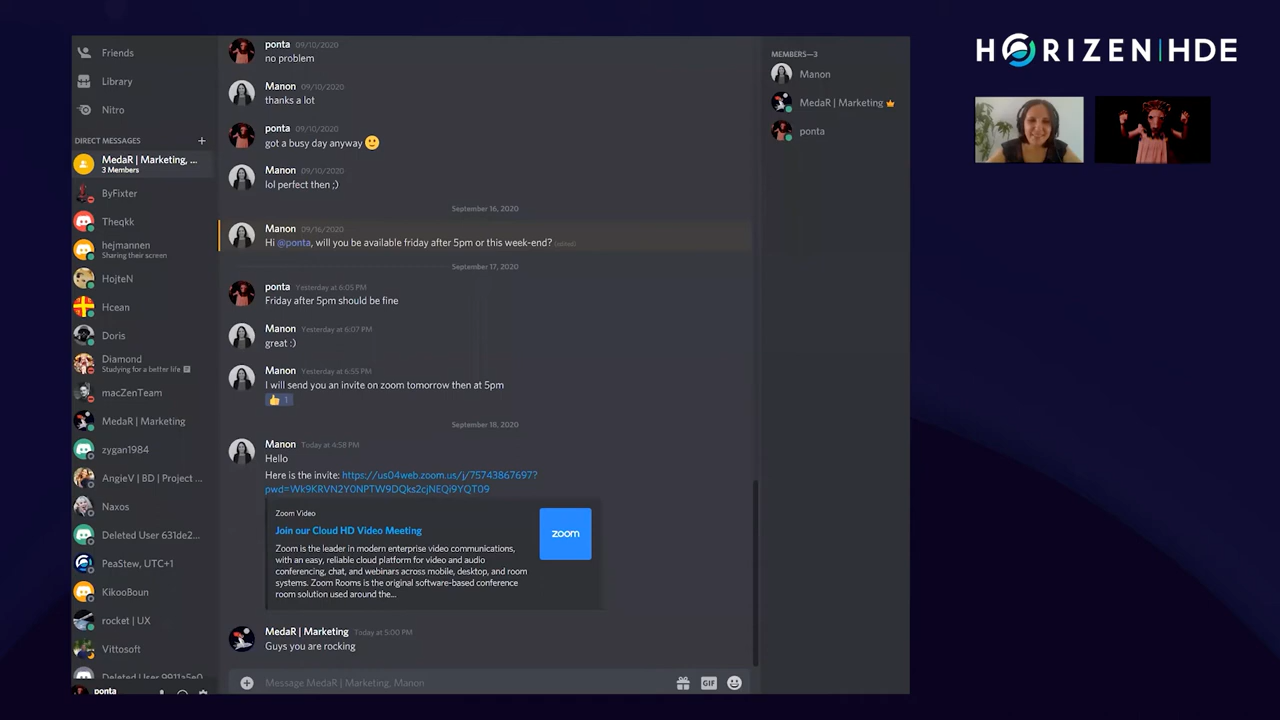 HORIZEN|HDE
Friends
Library
Nitro
DIRECT MESSAGES +
MedaR | Marketing, ...
3 Members
ByFixter
Theqkk
hejmannen
Sharing their screen
HojteN
Hcean
Doris
Diamond
Studying for a better life
macZenTeam
MedaR | Marketing
zygan1984
AngieV | BD | Project ...
Naxos
Deleted User 631de2...
PeaStew, UTC+1
KikooBoun
rocket | UX
Vittosoft
Deleted User 9911a5e0...
ponta
ponta 09/10/2020
no problem
Manon 09/10/2020
thanks a lot
ponta 09/10/2020
got a busy day anyway 🙂
Manon 09/10/2020
lol perfect then ;)
September 16, 2020
Manon 09/16/2020
Hi @ponta, will you be available friday after 5pm or this week-end? (edited)
September 17, 2020
ponta Yesterday at 6:05 PM
Friday after 5pm should be fine
Manon Yesterday at 6:07 PM
great :)
Manon Yesterday at 6:55 PM
I will send you an invite on zoom tomorrow then at 5pm
👍 1
September 18, 2020
Manon Today at 4:58 PM
Hello
Here is the invite: https://us04web.zoom.us/j/75743867697?
pwd=Wk9KRVN2Y0NPTW9DQks2cjNEQi9YQT09
Zoom Video
Join our Cloud HD Video Meeting
Zoom is the leader in modern enterprise video communications,
with an easy, reliable cloud platform for video and audio
conferencing, chat, and webinars across mobile, desktop, and room
systems. Zoom Rooms is the original software-based conference
room solution used around the...
zoom
MedaR | Marketing Today at 5:00 PM
Guys you are rocking
Message MedaR | Marketing, Manon
GIF
MEMBERS—3
Manon
MedaR | Marketing
ponta